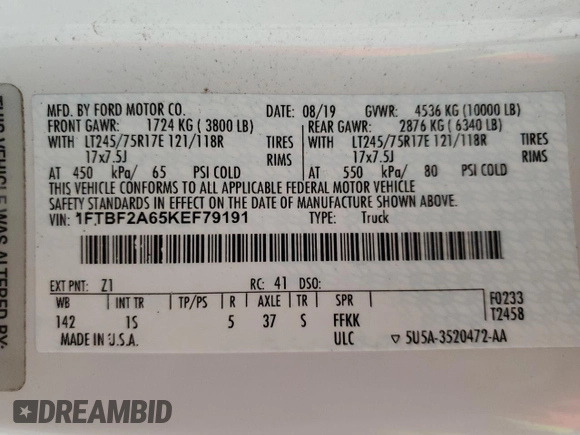 MFD. BY FORD MOTOR CO. 08/19 GVWR: 4536 KG (10000 LB)
FRONT GAWR: 1724 KG ( 3800 LB) REAR GAWR: 2876 KG ( 6340 LB)
WITH LT245/75R17E 121/118R TIRES WITH LT245/75R17E 121/118R TIRES
17x7.5J RIMS 17x7.5J RIMS
AT 450 kPa/ 65 PSI COLD AT 550 kPa/ 80 PSI COLD
THIS VEHICLE CONFORMS TO ALL APPLICABLE FEDERAL MOTOR VEHICLE
SAFETY STANDARDS IN EFFECT ON THE DATE OF MANUFACTURE SHOWN ABOVE.
VIN: 1FTBF2A65KEF79191 TYPE: Truck
EXT PNT: Z1 RC: 41 DSO:
WB INT TR TP/PS R AXLE TR SPR F0233
142 1S 5 37 S FFKK T2458
MADE IN U.S.A. ULC ▽ 5U5A-3520472-AA
VEHICLE WAS ALTERED BY:
DREAMBID